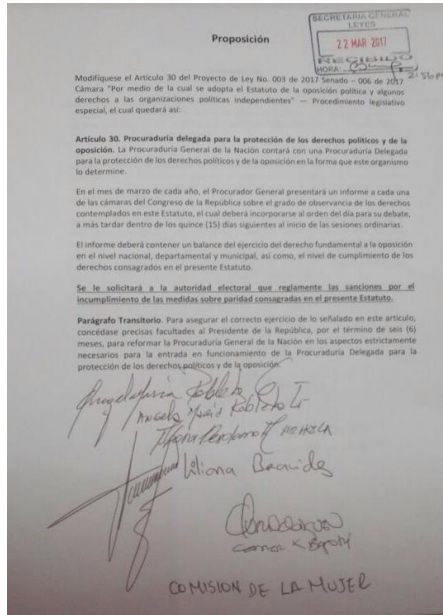 Proposición
SECRETARIA GENERAL
LEYES
22 MAR 2017
RECIBIDO
HORA:
Modifíquese el Artículo 30 del Proyecto de Ley No. 003 de 2017 Senado – 006 de 2017
Cámara "Por medio de la cual se adopta el Estatuto de la oposición política y algunos
derechos a las organizaciones políticas independientes" — Procedimiento legislativo
especial, el cual quedará así:
Artículo 30. Procuraduría delegada para la protección de los derechos políticos y de la
oposición. La Procuraduría General de la Nación contará con una Procuraduría Delegada
para la protección de los derechos políticos y de la oposición en la forma que este organismo
lo determine.
En el mes de marzo de cada año, el Procurador General presentará un informe a cada una
de las cámaras del Congreso de la República sobre el grado de observancia de los derechos
contemplados en este Estatuto, el cual deberá incorporarse al orden del día para su debate,
a más tardar dentro de los quince (15) días siguientes al inicio de las sesiones ordinarias.
El informe deberá contener un balance del ejercicio del derecho fundamental a la oposición
en el nivel nacional, departamental y municipal, así como, el nivel de cumplimiento de los
derechos consagrados en el presente Estatuto.
Se le solicitará a la autoridad electoral que reglamente las sanciones por el
incumplimiento de las medidas sobre paridad consagradas en el presente Estatuto.
Parágrafo Transitorio. Para asegurar el correcto ejercicio de lo señalado en este artículo,
concédase precisas facultades al Presidente de la República, por el término de seis (6)
meses, para reformar la Procuraduría General de la Nación en los aspectos estrictamente
necesarios para la entrada en funcionamiento de la Procuraduría Delegada para la
protección de los derechos políticos y de la oposición.
Angela María Robledo
Liliana Benavides
COMISION DE LA MUJER